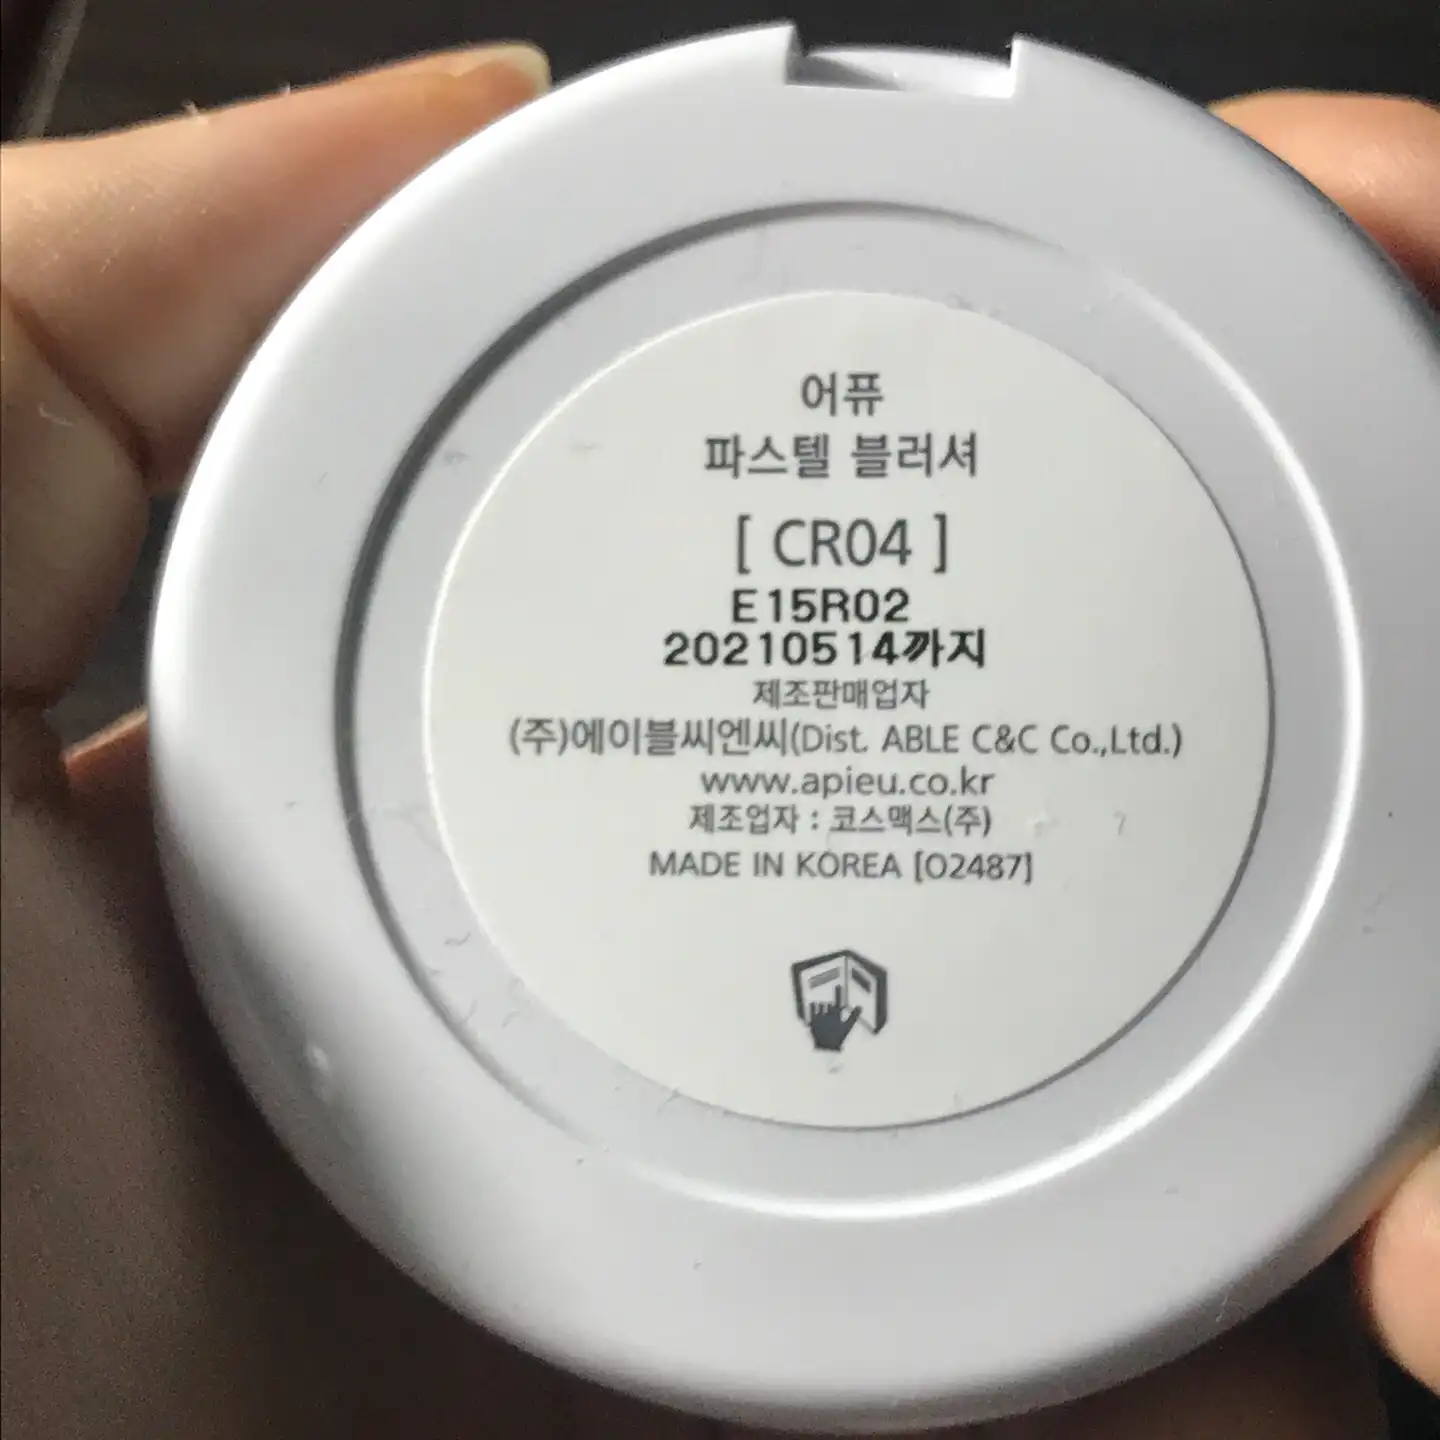 어퓨
파스텔 블러셔
[ CR04 ]
E15R02
20210514까지
제조판매업자
(주)에이블씨엔씨(Dist. ABLE C&C Co.,Ltd.)
www.apieu.co.kr
제조업자 : 코스맥스(주)
MADE IN KOREA [O2487]